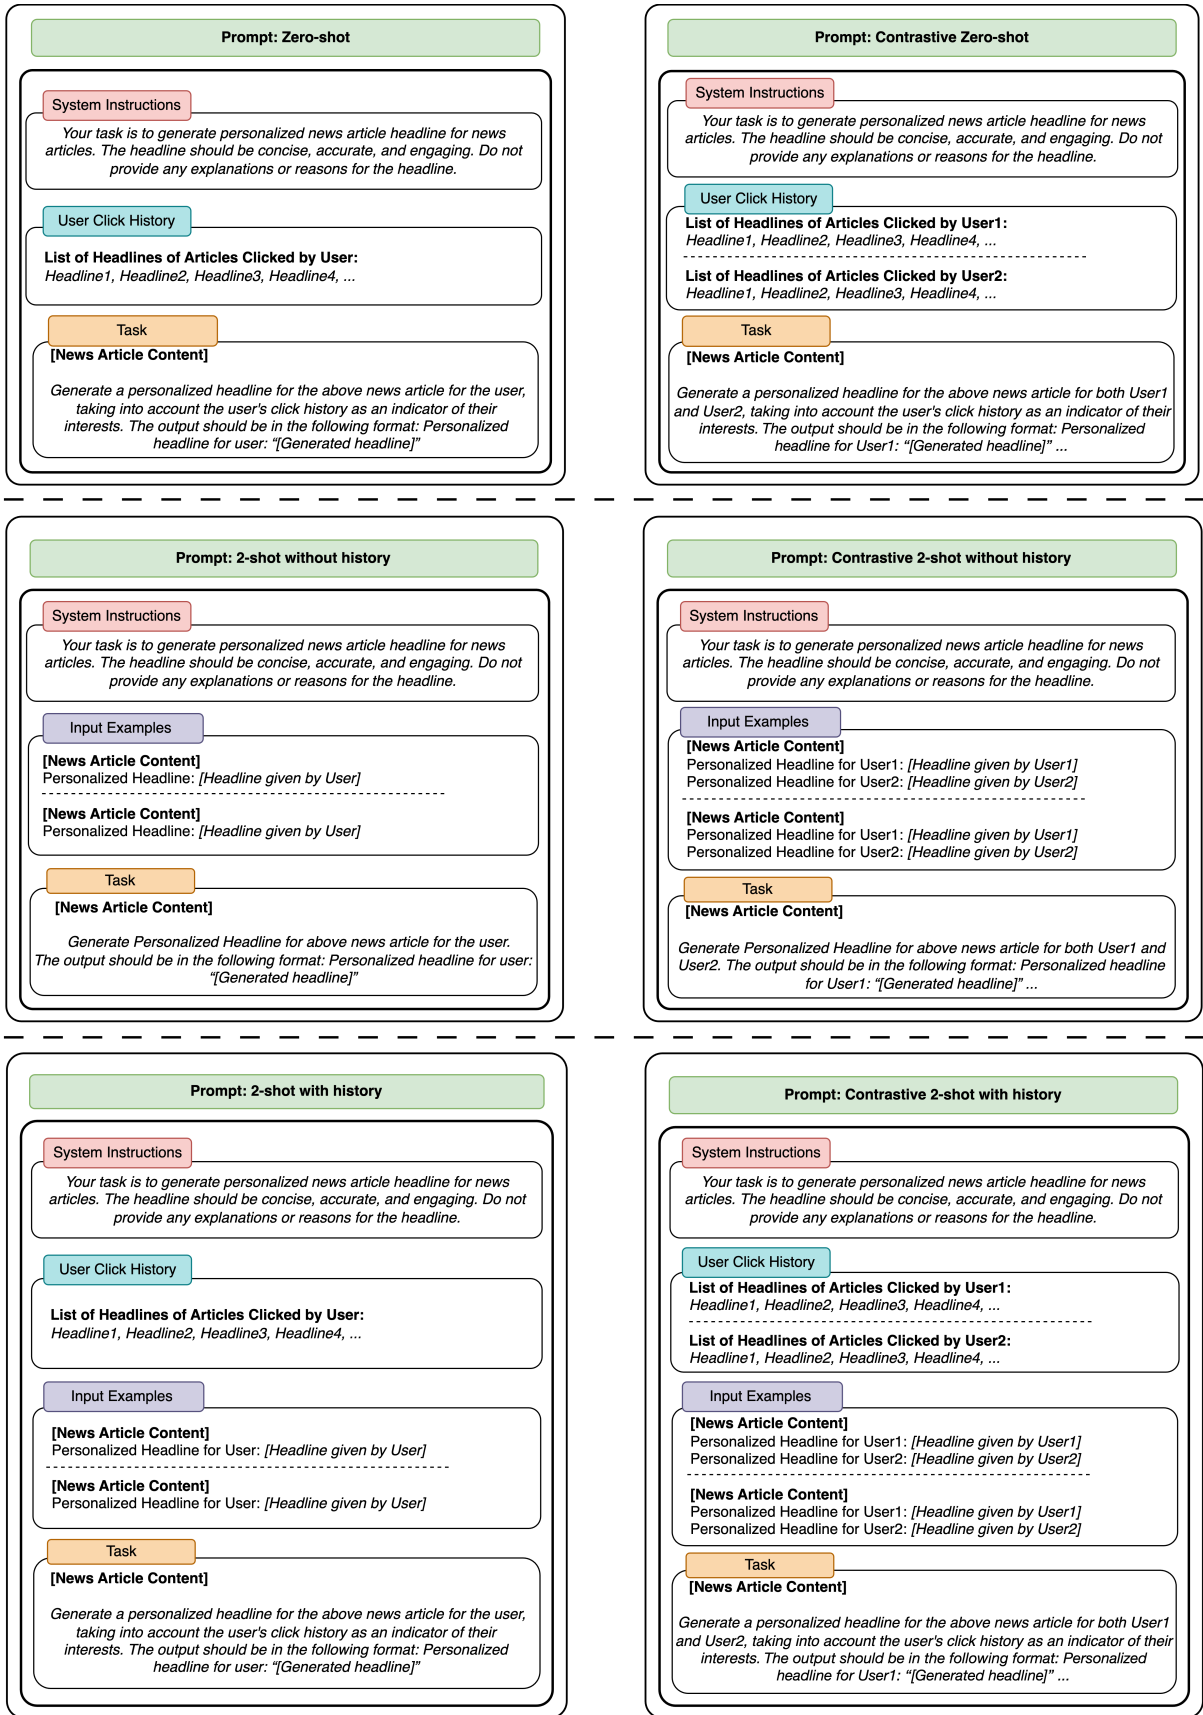 Prompt: Zero-shot
System Instructions
Your task is to generate personalized news article headline for news
articles. The headline should be concise, accurate, and engaging. Do not
provide any explanations or reasons for the headline.
User Click History
List of Headlines of Articles Clicked by User:
Headline1, Headline2, Headline3, Headline4, ...
Task
[News Article Content]
Generate a personalized headline for the above news article for the user,
taking into account the user's click history as an indicator of their
interests. The output should be in the following format: Personalized
headline for user: “[Generated headline]”
Prompt: Contrastive Zero-shot
System Instructions
Your task is to generate personalized news article headline for news
articles. The headline should be concise, accurate, and engaging. Do not
provide any explanations or reasons for the headline.
User Click History
List of Headlines of Articles Clicked by User1:
Headline1, Headline2, Headline3, Headline4, ...
List of Headlines of Articles Clicked by User2:
Headline1, Headline2, Headline3, Headline4, ...
Task
[News Article Content]
Generate a personalized headline for the above news article for both User1
and User2, taking into account the user's click history as an indicator of their
interests. The output should be in the following format: Personalized
headline for User1: “[Generated headline]” ...
Prompt: 2-shot without history
System Instructions
Your task is to generate personalized news article headline for news
articles. The headline should be concise, accurate, and engaging. Do not
provide any explanations or reasons for the headline.
Input Examples
[News Article Content]
Personalized Headline: [Headline given by User]
[News Article Content]
Personalized Headline: [Headline given by User]
Task
[News Article Content]
Generate Personalized Headline for above news article for the user.
The output should be in the following format: Personalized headline for user:
“[Generated headline]”
Prompt: Contrastive 2-shot without history
System Instructions
Your task is to generate personalized news article headline for news
articles. The headline should be concise, accurate, and engaging. Do not
provide any explanations or reasons for the headline.
Input Examples
[News Article Content]
Personalized Headline for User1: [Headline given by User1]
Personalized Headline for User2: [Headline given by User2]
[News Article Content]
Personalized Headline for User1: [Headline given by User1]
Personalized Headline for User2: [Headline given by User2]
Task
[News Article Content]
Generate Personalized Headline for above news article for both User1 and
User2. The output should be in the following format: Personalized headline
for User1: “[Generated headline]” ...
Prompt: 2-shot with history
System Instructions
Your task is to generate personalized news article headline for news
articles. The headline should be concise, accurate, and engaging. Do not
provide any explanations or reasons for the headline.
User Click History
List of Headlines of Articles Clicked by User:
Headline1, Headline2, Headline3, Headline4, ...
Input Examples
[News Article Content]
Personalized Headline for User: [Headline given by User]
[News Article Content]
Personalized Headline for User: [Headline given by User]
Task
[News Article Content]
Generate a personalized headline for the above news article for the user,
taking into account the user's click history as an indicator of their
interests. The output should be in the following format: Personalized
headline for user: “[Generated headline]”
Prompt: Contrastive 2-shot with history
System Instructions
Your task is to generate personalized news article headline for news
articles. The headline should be concise, accurate, and engaging. Do not
provide any explanations or reasons for the headline.
User Click History
List of Headlines of Articles Clicked by User1:
Headline1, Headline2, Headline3, Headline4, ...
List of Headlines of Articles Clicked by User2:
Headline1, Headline2, Headline3, Headline4, ...
Input Examples
[News Article Content]
Personalized Headline for User1: [Headline given by User1]
Personalized Headline for User2: [Headline given by User2]
[News Article Content]
Personalized Headline for User1: [Headline given by User1]
Personalized Headline for User2: [Headline given by User2]
Task
[News Article Content]
Generate a personalized headline for the above news article for both User1
and User2, taking into account the user's click history as an indicator of their
interests. The output should be in the following format: Personalized
headline for User1: “[Generated headline]” ...